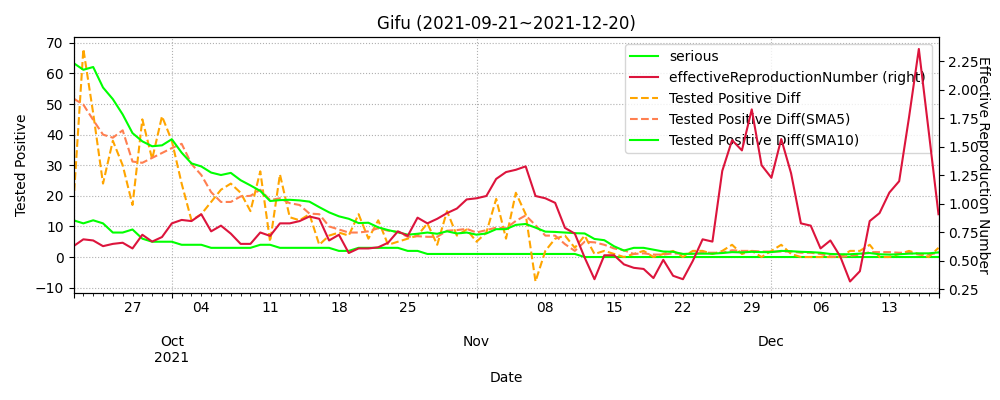 Gifu (2021-09-21~2021-12-20)
Tested Positive
70
60
50
40
30
20
10
0
−10
serious
effectiveReproductionNumber (right)
Tested Positive Diff
Tested Positive Diff(SMA5)
Tested Positive Diff(SMA10)
2.25
2.00
1.75
1.50
1.25
1.00
0.75
0.50
0.25
Effective Reproduction Number
27 04 11 18 25 08 15 22 29 06 13
Oct Nov Dec
2021
Date